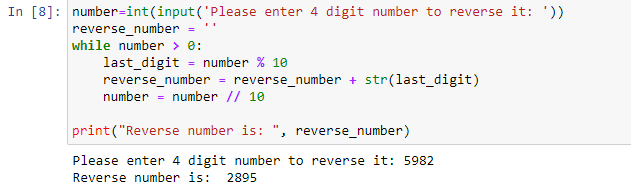 In [8]: number=int(input('Please enter 4 digit number to reverse it: '))
reverse_number = ''
while number > 0:
    last_digit = number % 10
    reverse_number = reverse_number + str(last_digit)
    number = number // 10
print("Reverse number is: ", reverse_number)
Please enter 4 digit number to reverse it: 5982
Reverse number is:  2895